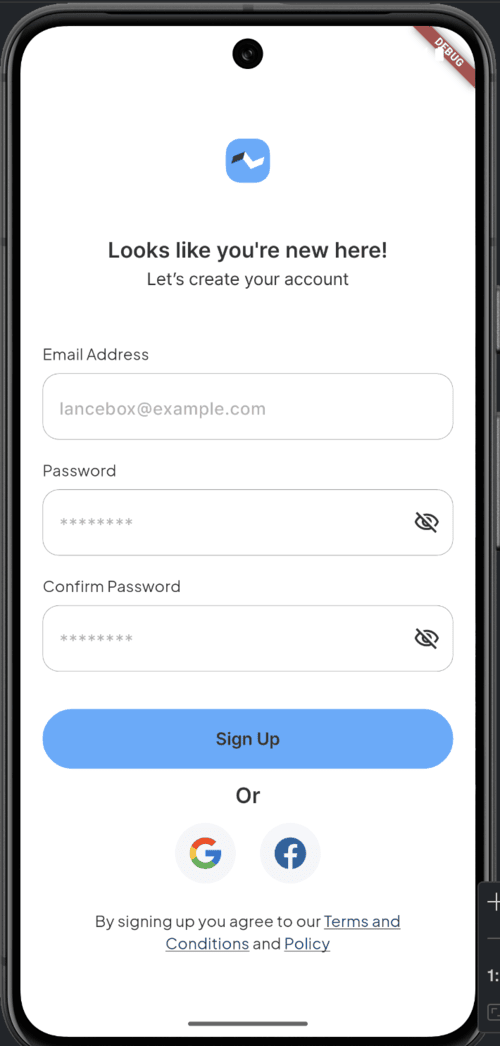 DEBUG
Looks like you're new here!
Let's create your account
Email Address
lancebox@example.com
Password
********
Confirm Password
********
Sign Up
Or
By signing up you agree to our Terms and
Conditions and Policy
1: